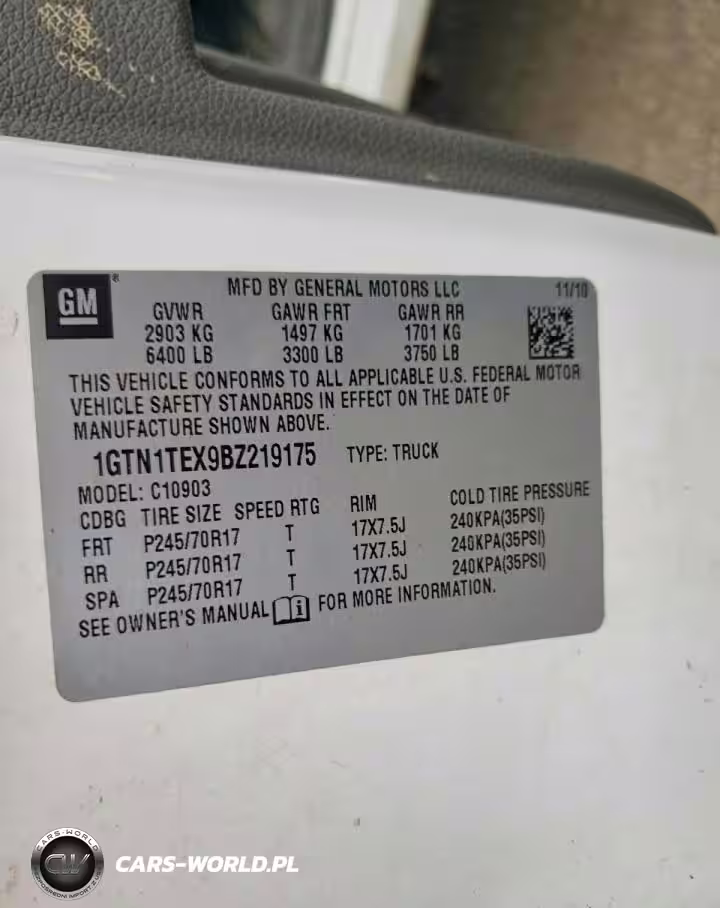 GM ®
MFD BY GENERAL MOTORS LLC 11/10
GVWR GAWR FRT GAWR RR
2903 KG 1497 KG 1701 KG
6400 LB 3300 LB 3750 LB
THIS VEHICLE CONFORMS TO ALL APPLICABLE U.S. FEDERAL MOTOR
VEHICLE SAFETY STANDARDS IN EFFECT ON THE DATE OF
MANUFACTURE SHOWN ABOVE.
1GTN1TEX9BZ219175 TYPE: TRUCK
MODEL: C10903
CDBG TIRE SIZE SPEED RTG RIM COLD TIRE PRESSURE
FRT P245/70R17 T 17X7.5J 240KPA(35PSI)
RR P245/70R17 T 17X7.5J 240KPA(35PSI)
SPA P245/70R17 T 17X7.5J 240KPA(35PSI)
SEE OWNER'S MANUAL i FOR MORE INFORMATION.
CARS-WORLD
CW
CARS-WORLD.PL